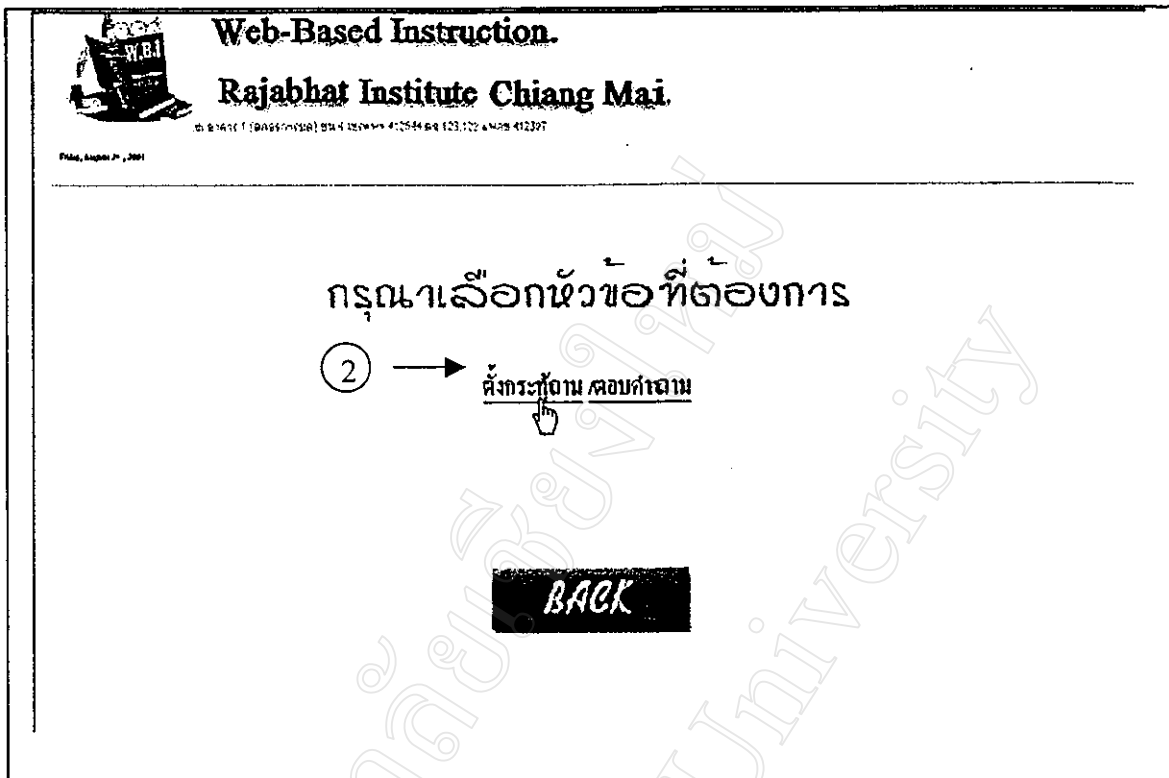 W.B.I
Web-Based Instruction.
Rajabhat Institute Chiang Mai.
กรุณาเลือกหัวข้อที่ต้องการ
2
ตั้งกระทู้ถาม /ตอบคำถาม
BACK
University